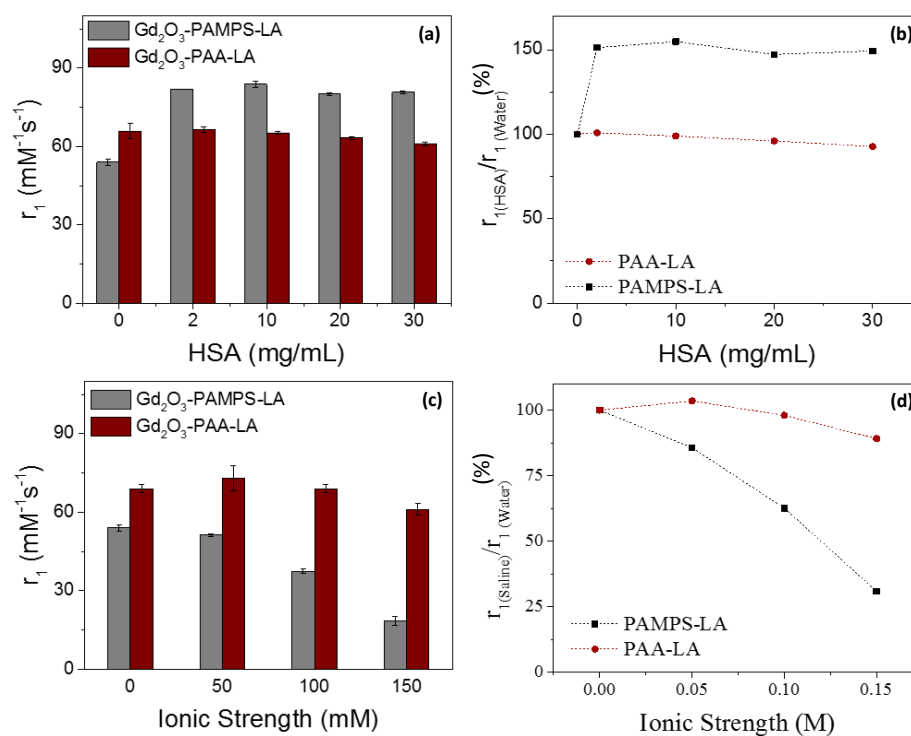 Gd₂O₃-PAMPS-LA
Gd₂O₃-PAA-LA
(a)
90
60
30
0
r₁ (mM⁻¹s⁻¹)
0 2 10 20 30
HSA (mg/mL)
(b)
150
100
50
0
r₁(HSA)/r₁ (Water) (%)
PAA-LA
PAMPS-LA
0 10 20 30
HSA (mg/mL)
Gd₂O₃-PAMPS-LA
Gd₂O₃-PAA-LA
(c)
90
60
30
0
r₁ (mM⁻¹s⁻¹)
0 50 100 150
Ionic Strength (mM)
(d)
100
75
50
25
0
r₁(Saline)/r₁ (Water) (%)
PAMPS-LA
PAA-LA
0.00 0.05 0.10 0.15
Ionic Strength (M)